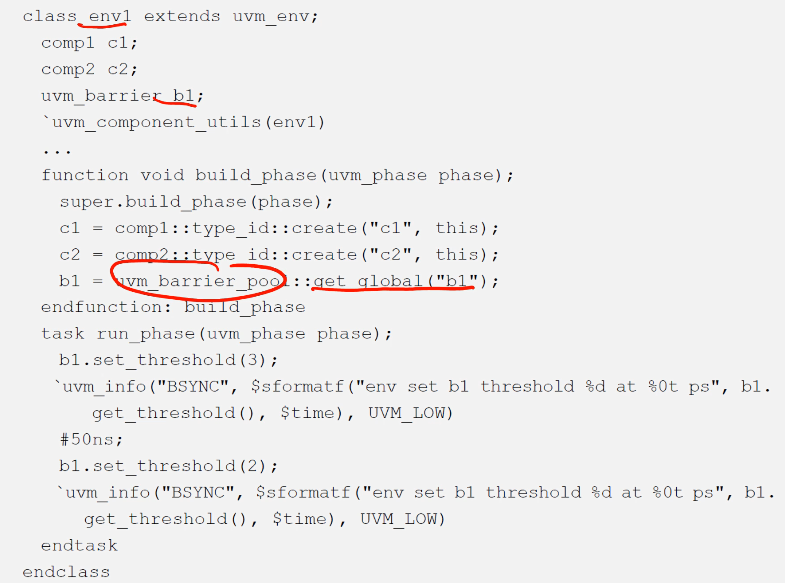 class env1 extends uvm_env;
comp1 c1;
comp2 c2;
uvm_barrier b1;
`uvm_component_utils(env1)
...
function void build_phase(uvm_phase phase);
super.build_phase(phase);
c1 = comp1::type_id::create("c1", this);
c2 = comp2::type_id::create("c2", this);
b1 = uvm_barrier_pool::get_global("b1");
endfunction: build_phase
task run_phase(uvm_phase phase);
b1.set_threshold(3);
`uvm_info("BSYNC", $sformatf("env set b1 threshold %d at %0t ps", b1.
get_threshold(), $time), UVM_LOW)
#50ns;
b1.set_threshold(2);
`uvm_info("BSYNC", $sformatf("env set b1 threshold %d at %0t ps", b1.
get_threshold(), $time), UVM_LOW)
endtask
endclass